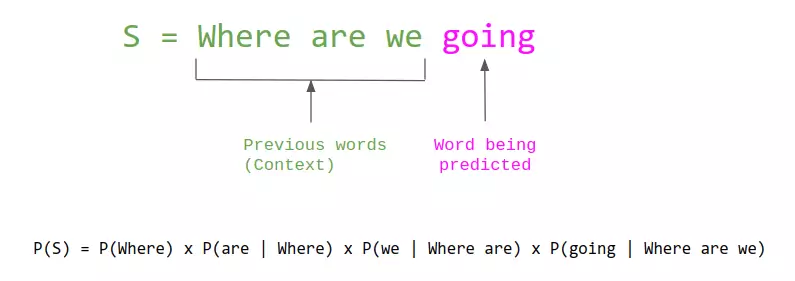 S = Where are we going
Previous words
(Context)
Word being
predicted
P(S) = P(Where) x P(are | Where) x P(we | Where are) x P(going | Where are we)